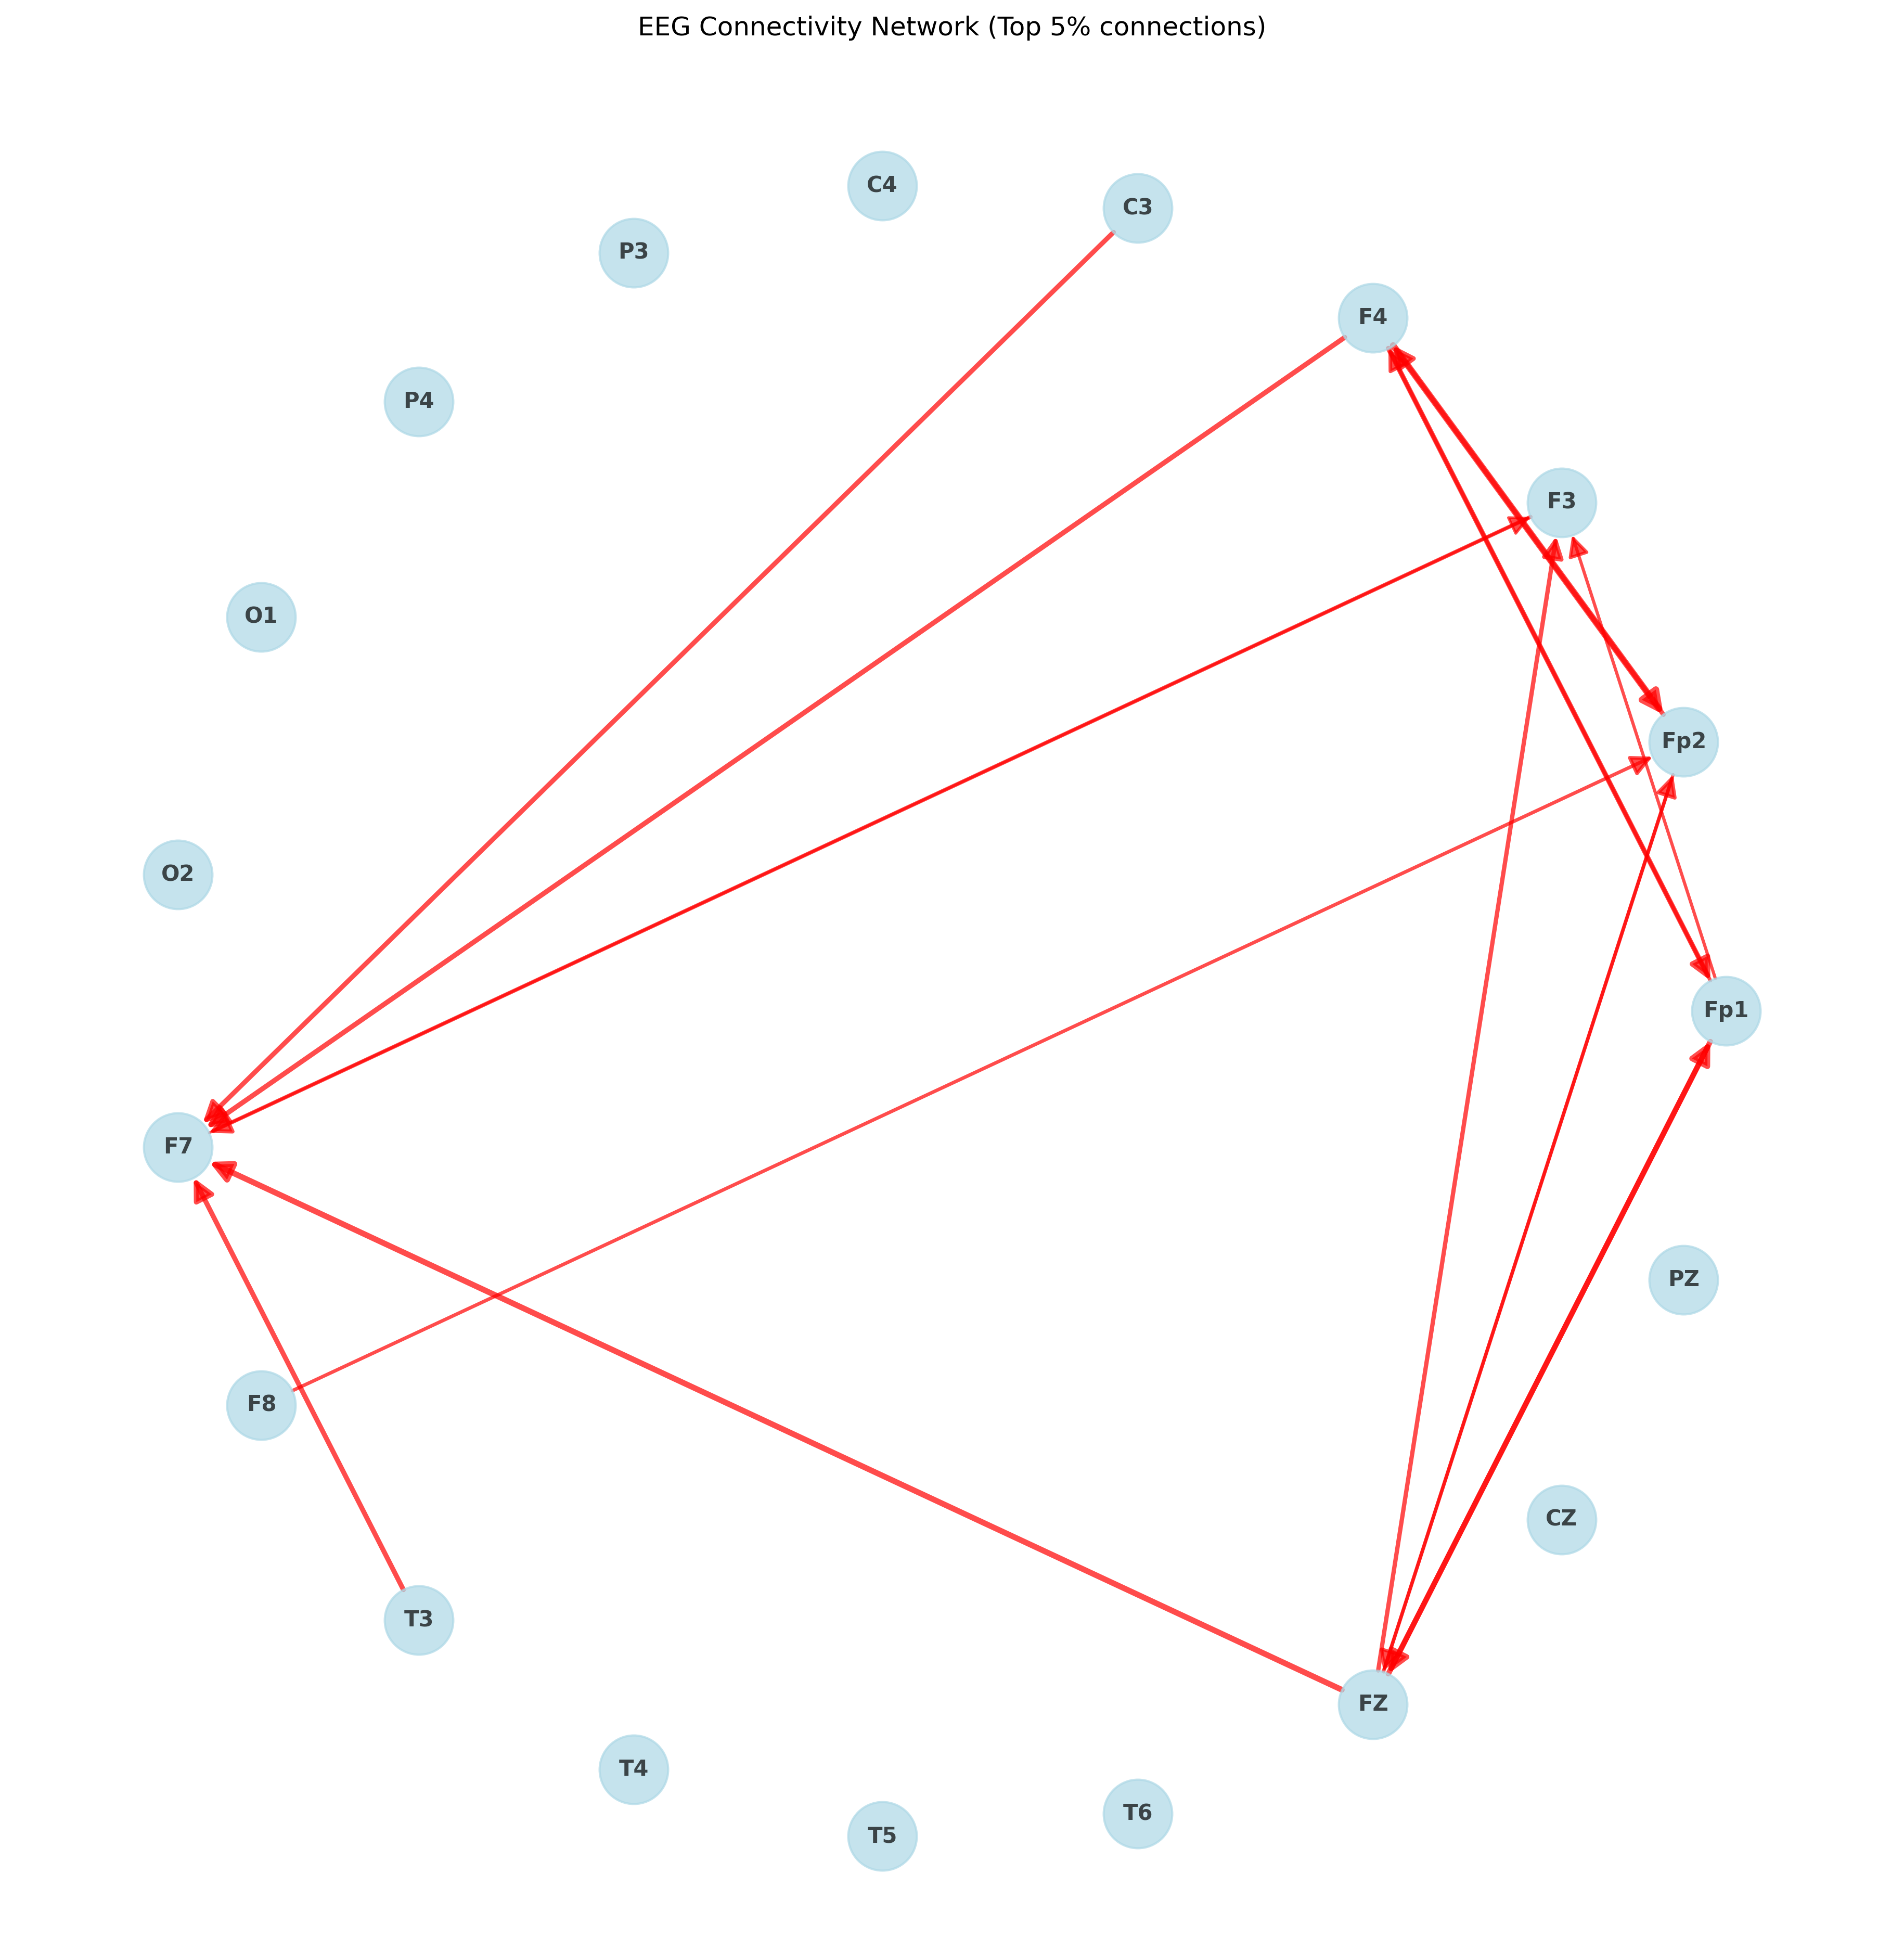 EEG Connectivity Network (Top 5% connections)
C4
C3
P3
F4
P4
F3
O1
Fp2
O2
Fp1
F7
PZ
F8
CZ
T3
FZ
T4
T6
T5